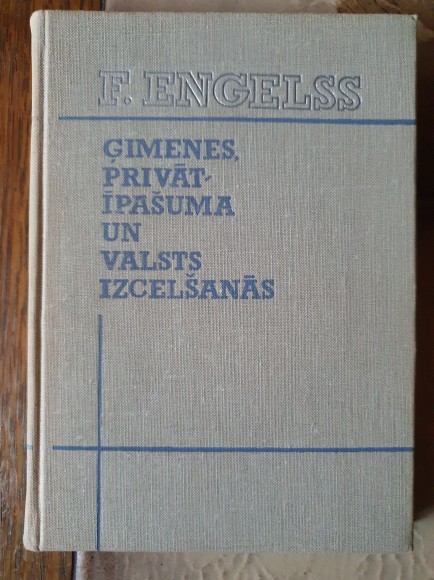 F. ENGELSS
ĢIMENES,
PRIVĀT-
ĪPAŠUMA
UN
VALSTS
IZCELŠANĀS